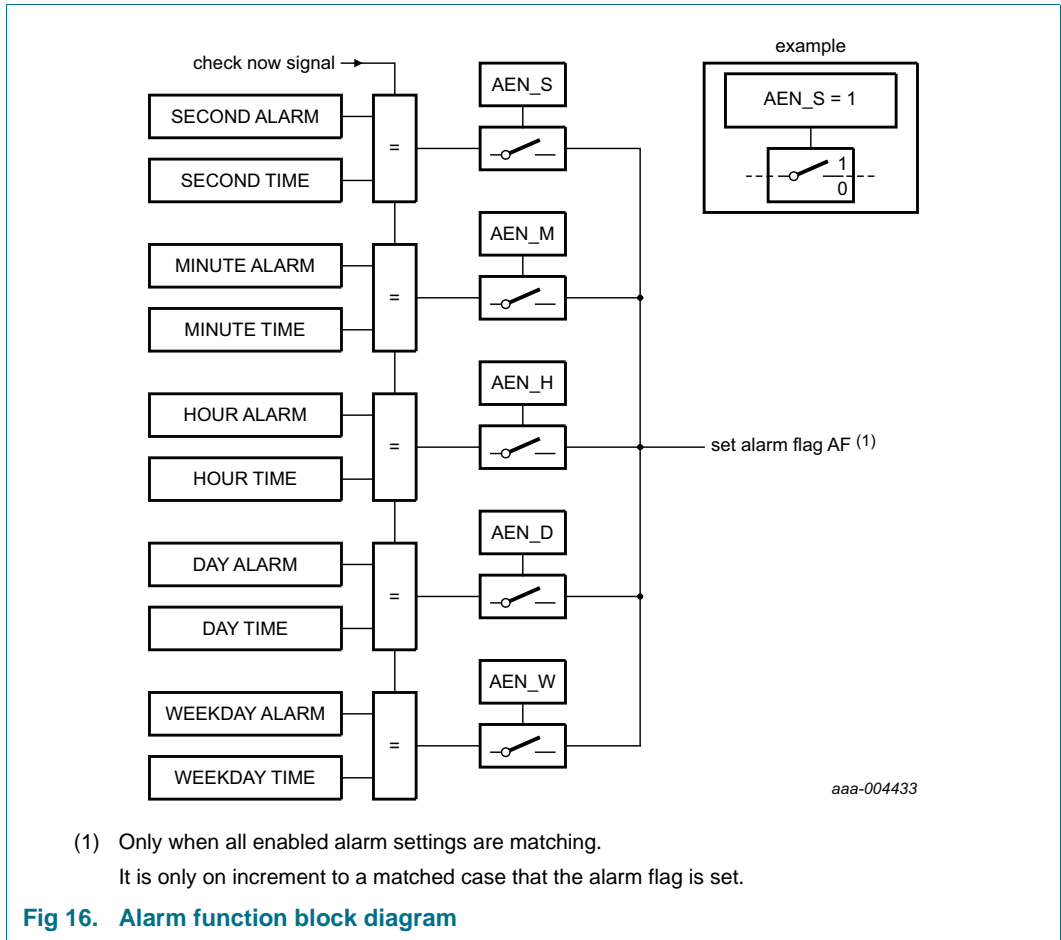 check now signal
example
AEN_S
AEN_S = 1
SECOND ALARM
=
1
0
SECOND TIME
AEN_M
MINUTE ALARM
=
MINUTE TIME
AEN_H
HOUR ALARM
=
set alarm flag AF (1)
HOUR TIME
AEN_D
DAY ALARM
=
DAY TIME
AEN_W
WEEKDAY ALARM
=
WEEKDAY TIME
aaa-004433
(1) Only when all enabled alarm settings are matching.
It is only on increment to a matched case that the alarm flag is set.
Fig 16. Alarm function block diagram